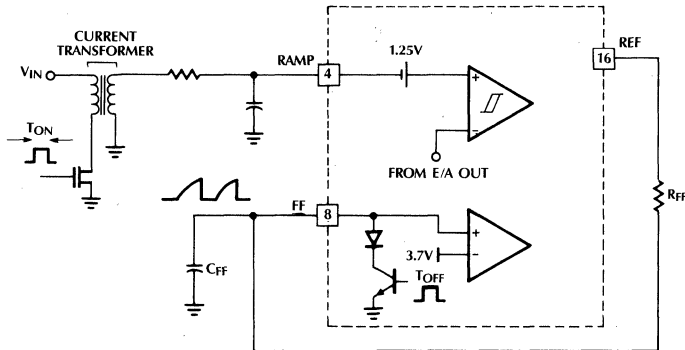 CURRENT
TRANSFORMER
VIN
RAMP
4
1.25V
REF
16
TON
FROM E/A OUT
RFF
FF
8
3.7V
TOFF
CFF
+
−
+
−